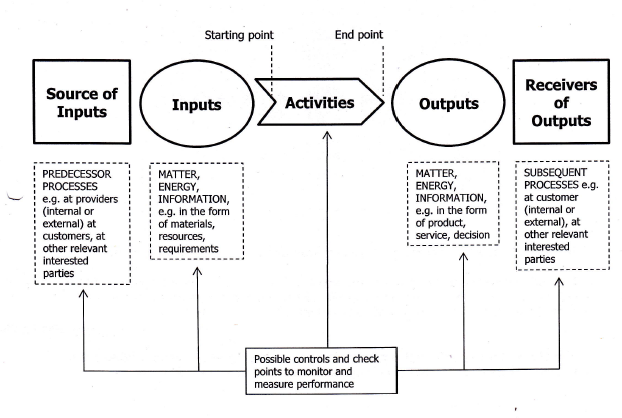 Starting point
End point
Source of
Inputs
Inputs
Activities
Outputs
Receivers
of
Outputs
PREDECESSOR
PROCESSES
e.g. at providers
(internal or
external) at
customers, at
other relevant
interested
parties
MATTER,
ENERGY,
INFORMATION,
e.g. in the form
of materials,
resources,
requirements
MATTER,
ENERGY,
INFORMATION,
e.g. in the form
of product,
service, decision
SUBSEQUENT
PROCESSES e.g.
at customer
(internal or
external), at
other relevant
interested
parties
Possible controls and check
points to monitor and
measure performance